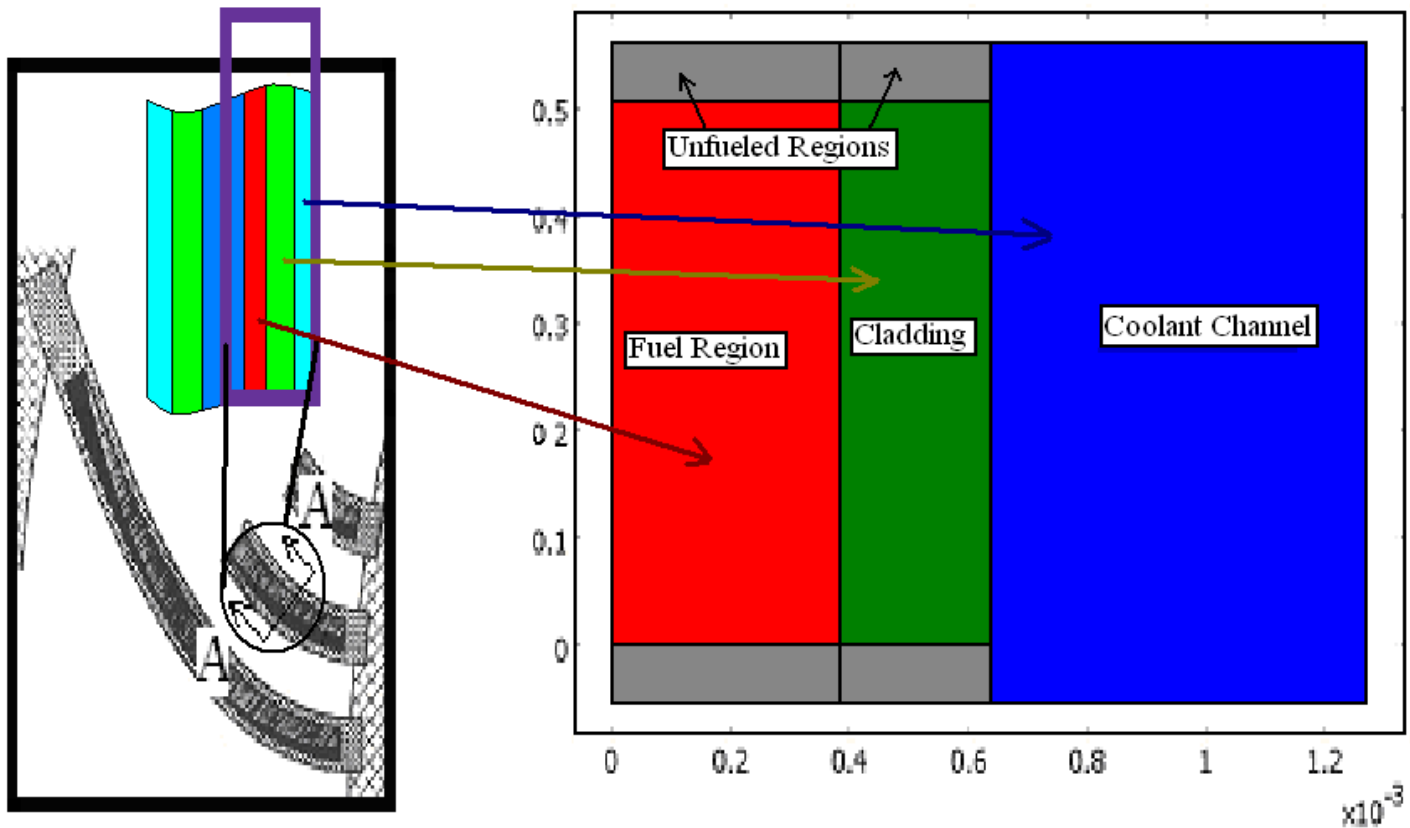 A
A
Unfueled Regions
Fuel Region
Cladding
Coolant Channel
0.5
0.4
0.3
0.2
0.1
0
0
0.2
0.4
0.6
0.8
1
1.2
x10⁻³